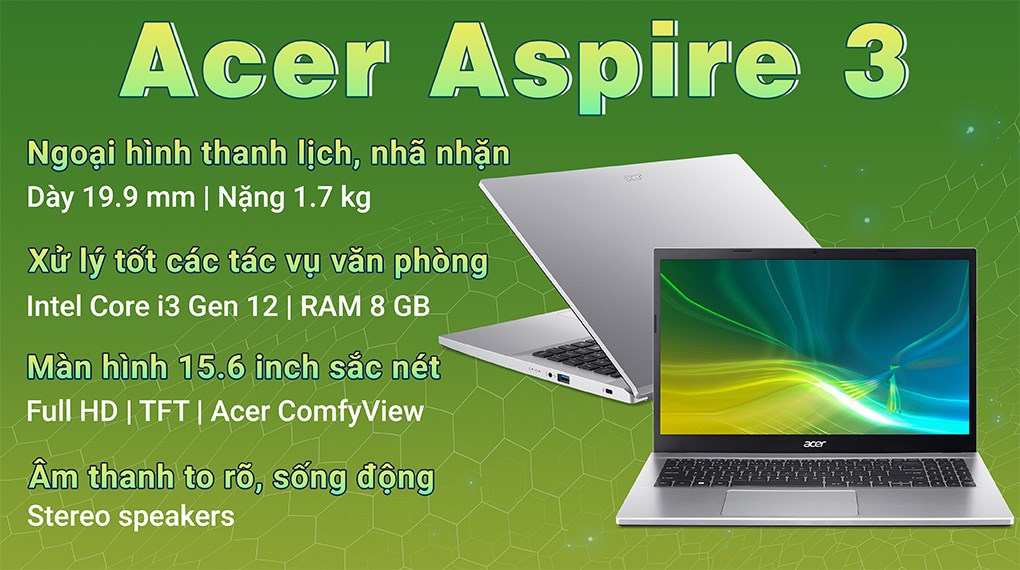 Acer Aspire 3
Ngoại hình thanh lịch, nhã nhặn
Dày 19.9 mm | Nặng 1.7 kg
Xử lý tốt các tác vụ văn phòng
Intel Core i3 Gen 12 | RAM 8 GB
Màn hình 15.6 inch sắc nét
Full HD | TFT | Acer ComfyView
Âm thanh to rõ, sống động
Stereo speakers
acer
acer